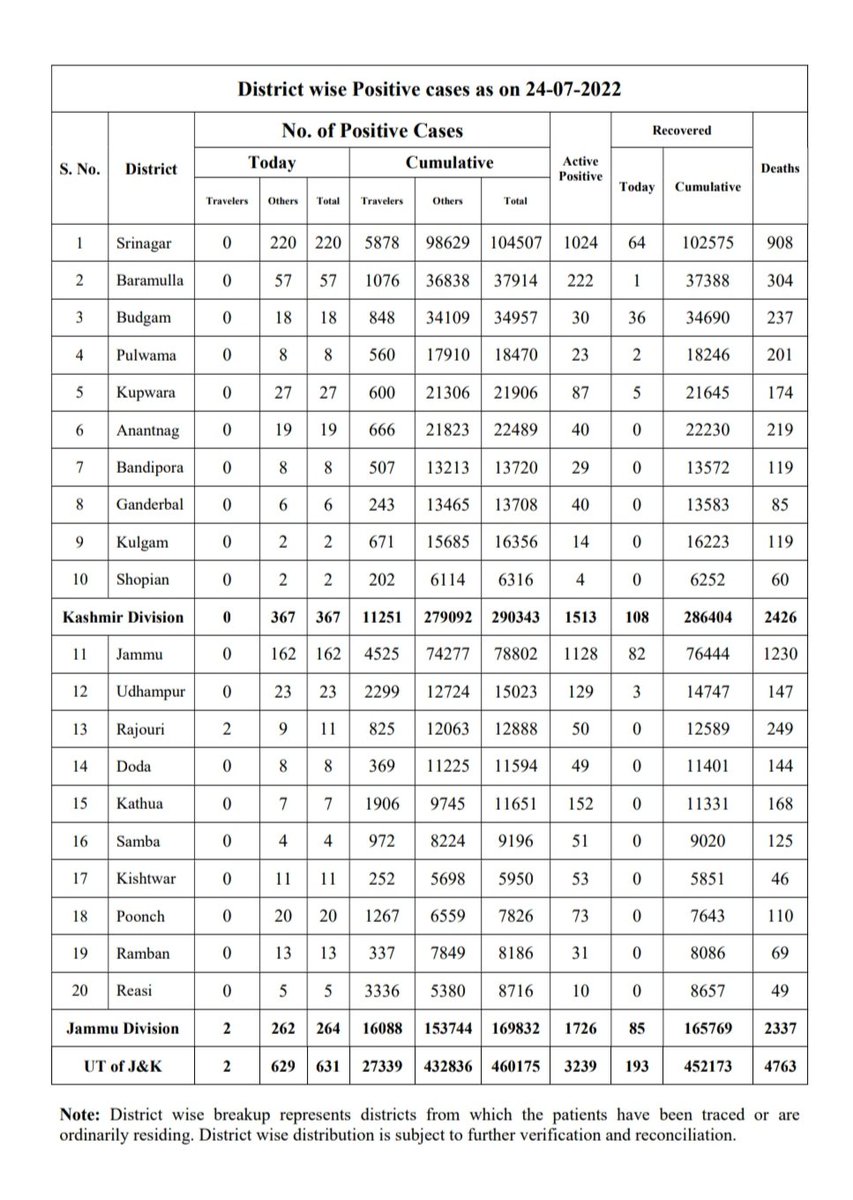 District wise Positive cases as on 24-07-2022
S. No. District No. of Positive Cases Active Positive Recovered Deaths
Today Cumulative Today Cumulative
Travelers Others Total Travelers Others Total
1 Srinagar 0 220 220 5878 98629 104507 1024 64 102575 908
2 Baramulla 0 57 57 1076 36838 37914 222 1 37388 304
3 Budgam 0 18 18 848 34109 34957 30 36 34690 237
4 Pulwama 0 8 8 560 17910 18470 23 2 18246 201
5 Kupwara 0 27 27 600 21306 21906 87 5 21645 174
6 Anantnag 0 19 19 666 21823 22489 40 0 22230 219
7 Bandipora 0 8 8 507 13213 13720 29 0 13572 119
8 Ganderbal 0 6 6 243 13465 13708 40 0 13583 85
9 Kulgam 0 2 2 671 15685 16356 14 0 16223 119
10 Shopian 0 2 2 202 6114 6316 4 0 6252 60
Kashmir Division 0 367 367 11251 279092 290343 1513 108 286404 2426
11 Jammu 0 162 162 4525 74277 78802 1128 82 76444 1230
12 Udhampur 0 23 23 2299 12724 15023 129 3 14747 147
13 Rajouri 2 9 11 825 12063 12888 50 0 12589 249
14 Doda 0 8 8 369 11225 11594 49 0 11401 144
15 Kathua 0 7 7 1906 9745 11651 152 0 11331 168
16 Samba 0 4 4 972 8224 9196 51 0 9020 125
17 Kishtwar 0 11 11 252 5698 5950 53 0 5851 46
18 Poonch 0 20 20 1267 6559 7826 73 0 7643 110
19 Ramban 0 13 13 337 7849 8186 31 0 8086 69
20 Reasi 0 5 5 3336 5380 8716 10 0 8657 49
Jammu Division 2 262 264 16088 153744 169832 1726 85 165769 2337
UT of J&K 2 629 631 27339 432836 460175 3239 193 452173 4763
Note: District wise breakup represents districts from which the patients have been traced or are
ordinarily residing. District wise distribution is subject to further verification and reconciliation.